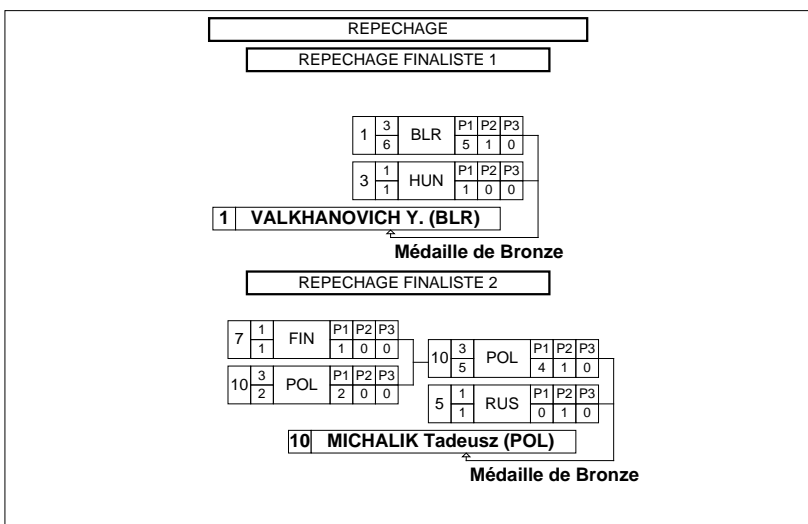 REPECHAGE
REPECHAGE FINALISTE 1
1 3 BLR P1 P2 P3
6 5 1 0
3 1 HUN P1 P2 P3
1 1 0 0
1 VALKHANOVICH Y. (BLR)
Médaille de Bronze
REPECHAGE FINALISTE 2
7 1 FIN P1 P2 P3
1 1 0 0
10 3 POL P1 P2 P3
2 2 0 0
10 3 POL P1 P2 P3
5 4 1 0
5 1 RUS P1 P2 P3
1 0 1 0
10 MICHALIK Tadeusz (POL)
Médaille de Bronze